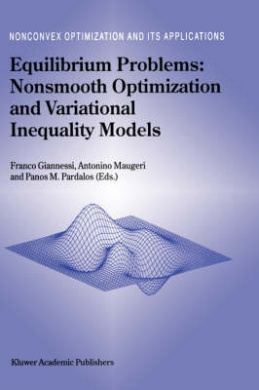 NONCONVEX OPTIMIZATION AND ITS APPLICATIONS
Equilibrium Problems:
Nonsmooth Optimization
and Variational
Inequality Models
Franco Giannessi, Antonino Maugeri
and Panos M. Pardalos (Eds.)
Kluwer Academic Publishers